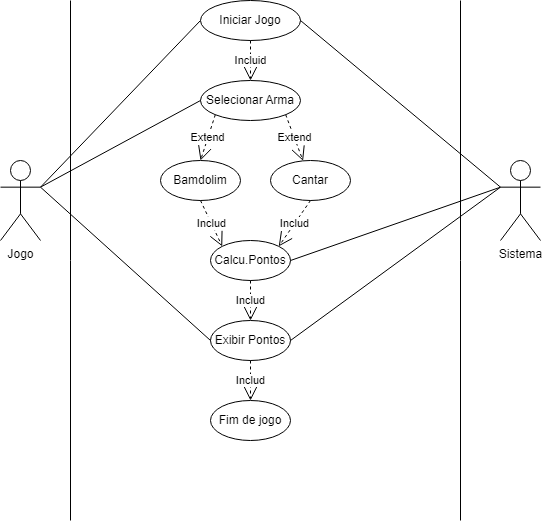 Iniciar Jogo
Incluid
Selecionar Arma
Extend
Extend
Bamdolim
Cantar
Includ
Includ
Jogo
Sistema
Calcu.Pontos
Includ
Exibir Pontos
Includ
Fim de jogo